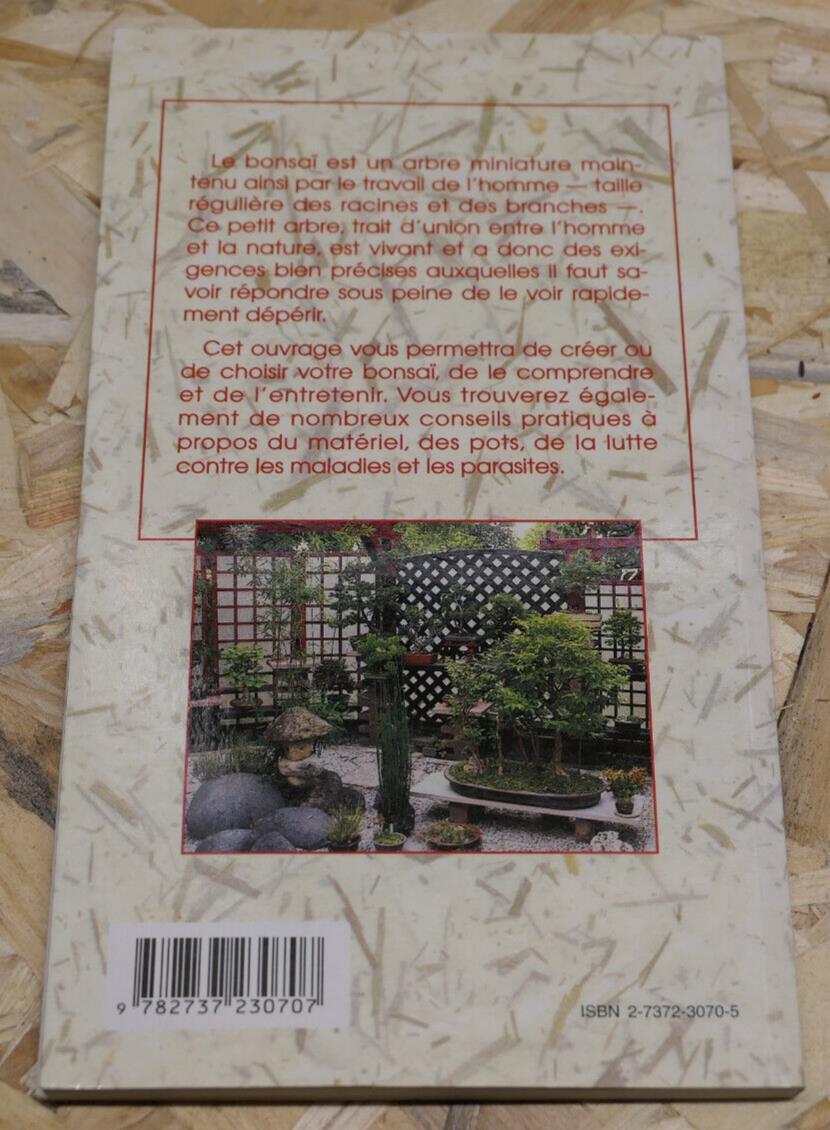 Le bonsaï est un arbre miniature main-
tenu ainsi par le travail de l'homme — taille
régulière des racines et des branches —.
Ce petit arbre, trait d'union entre l'homme
et la nature, est vivant et a donc des exi-
gences bien précises auxquelles il faut sa-
voir répondre sous peine de le voir rapide-
ment dépérir.
Cet ouvrage vous permettra de créer ou
de choisir votre bonsaï, de le comprendre
et de l'entretenir. Vous trouverez égale-
ment de nombreux conseils pratiques à
propos du matériel, des pots, de la lutte
contre les maladies et les parasites.
9 782737 230707
ISBN 2-7372-3070-5